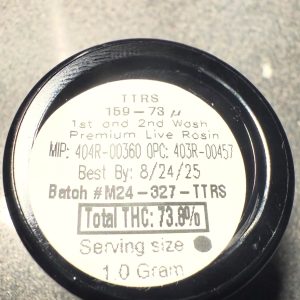 TTRS
159-73 µ
1st and 2nd Wash
Premium Live Rosin
MIP: 404R-00360 OPC: 403R-00457
Best By: 8/24/25
Batch #M24-327-TTRS
Total THC: 73.8%
Serving size
1.0 Gram